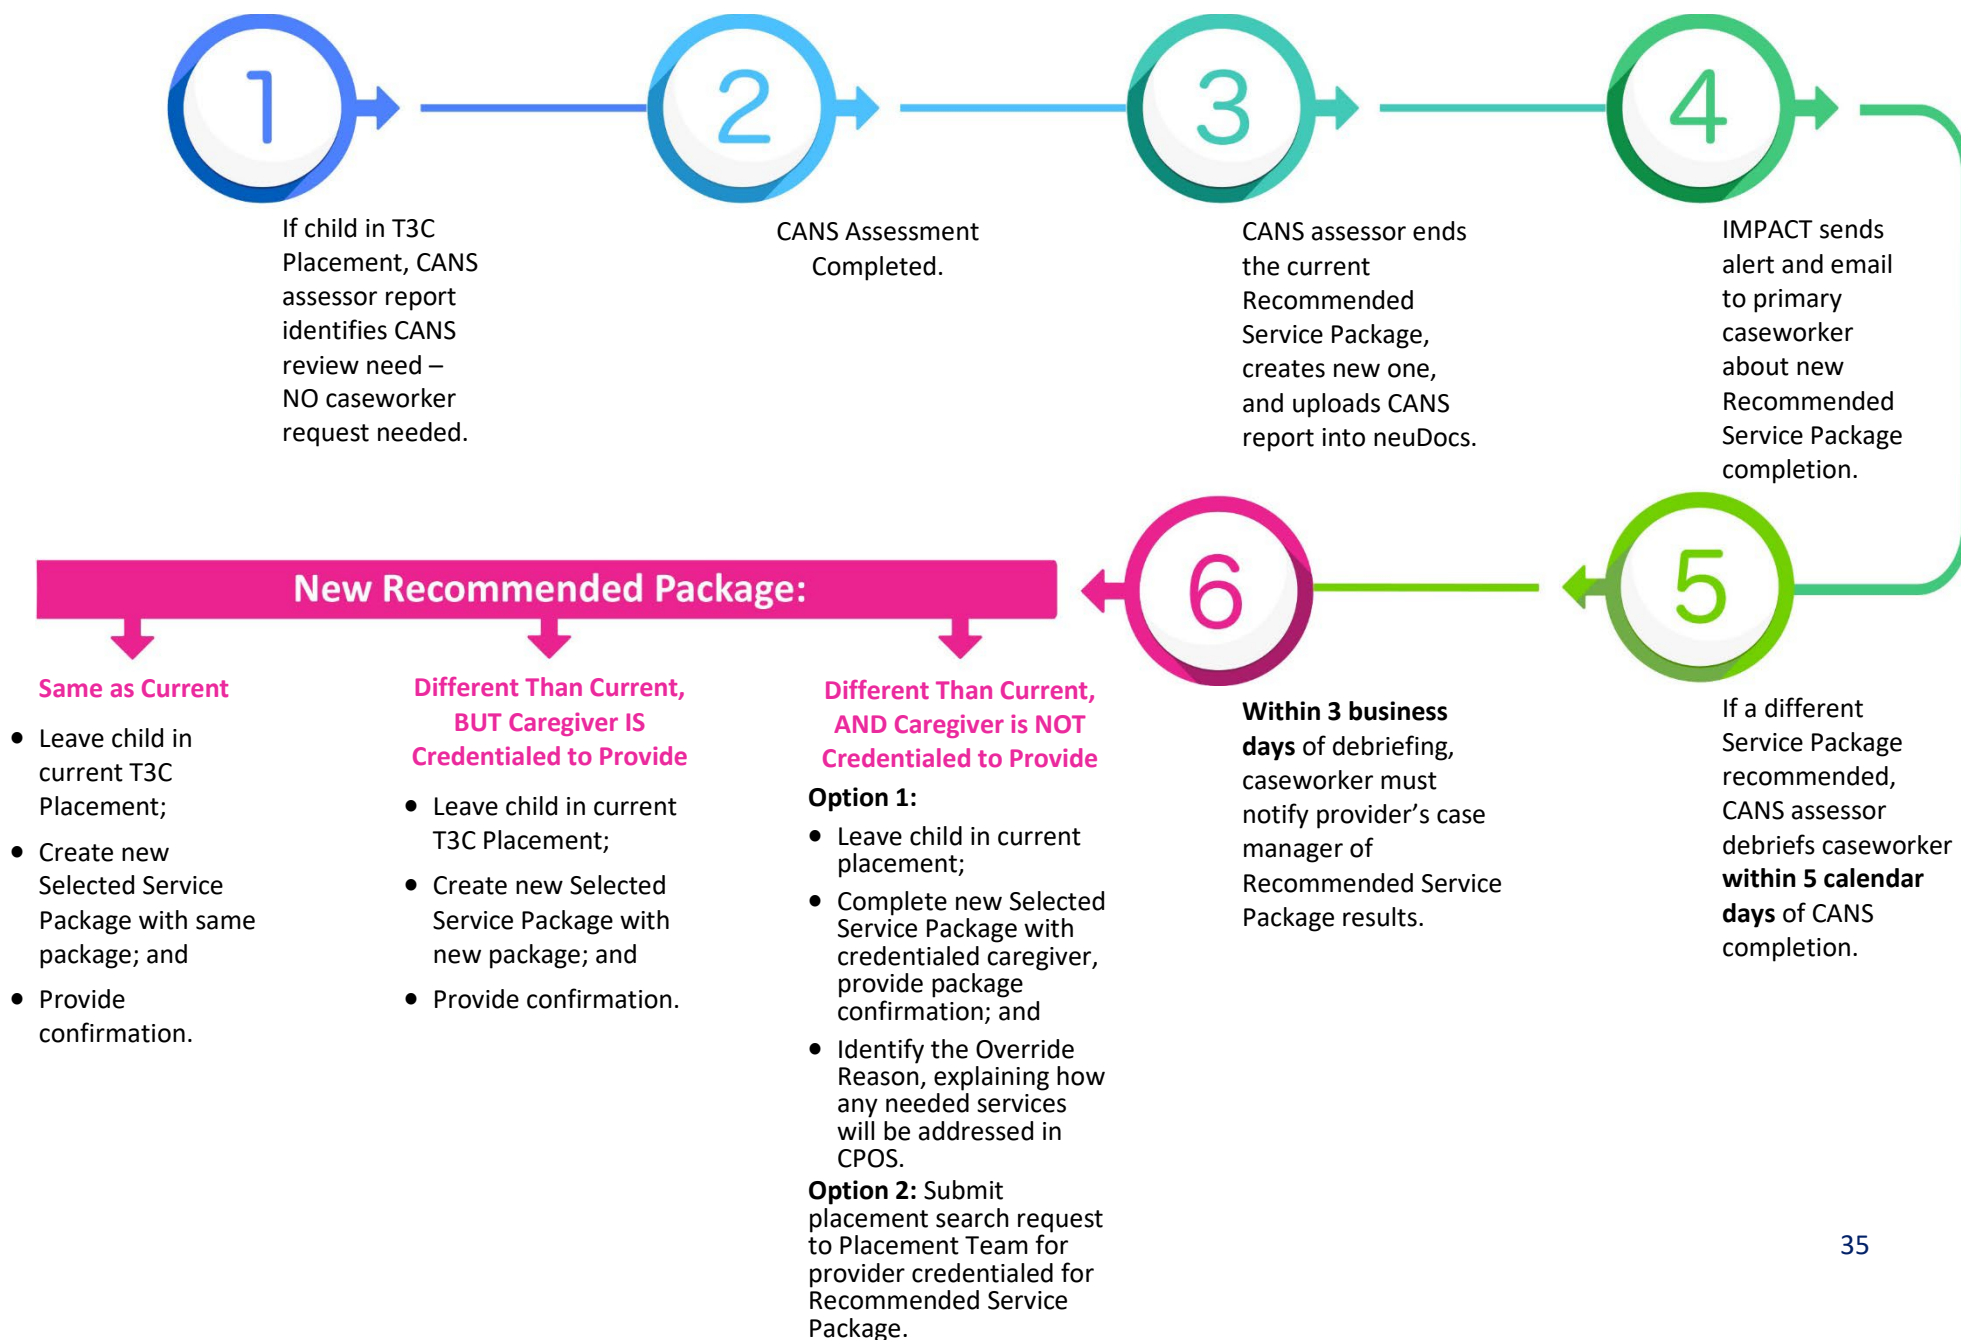 1
2
3
4
If child in T3C
Placement, CANS
assessor report
identifies CANS
review need –
NO caseworker
request needed.
CANS Assessment
Completed.
CANS assessor ends
the current
Recommended
Service Package,
creates new one,
and uploads CANS
report into neuDocs.
IMPACT sends
alert and email
to primary
caseworker
about new
Recommended
Service Package
completion.
5
If a different
Service Package
recommended,
CANS assessor
debriefs caseworker
within 5 calendar
days of CANS
completion.
6
Within 3 business
days of debriefing,
caseworker must
notify provider’s case
manager of
Recommended Service
Package results.
New Recommended Package:
Same as Current
• Leave child in
current T3C
Placement;
• Create new
Selected Service
Package with same
package; and
• Provide
confirmation.
Different Than Current,
BUT Caregiver IS
Credentialed to Provide
• Leave child in current
T3C Placement;
• Create new Selected
Service Package with
new package; and
• Provide confirmation.
Different Than Current,
AND Caregiver is NOT
Credentialed to Provide
Option 1:
• Leave child in current
placement;
• Complete new Selected
Service Package with
credentialed caregiver,
provide package
confirmation; and
• Identify the Override
Reason, explaining how
any needed services
will be addressed in
CPOS.
Option 2: Submit
placement search request
to Placement Team for
provider credentialed for
Recommended Service
Package.
35